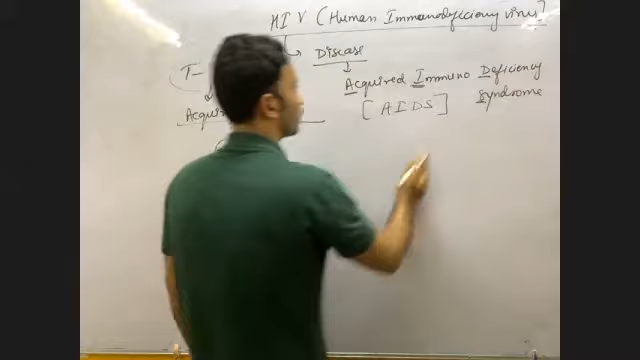 HIV (Human Immunodeficiency virus)
Disease
T-
Acquired Immuno Deficiency
Syndrome
[AIDS]